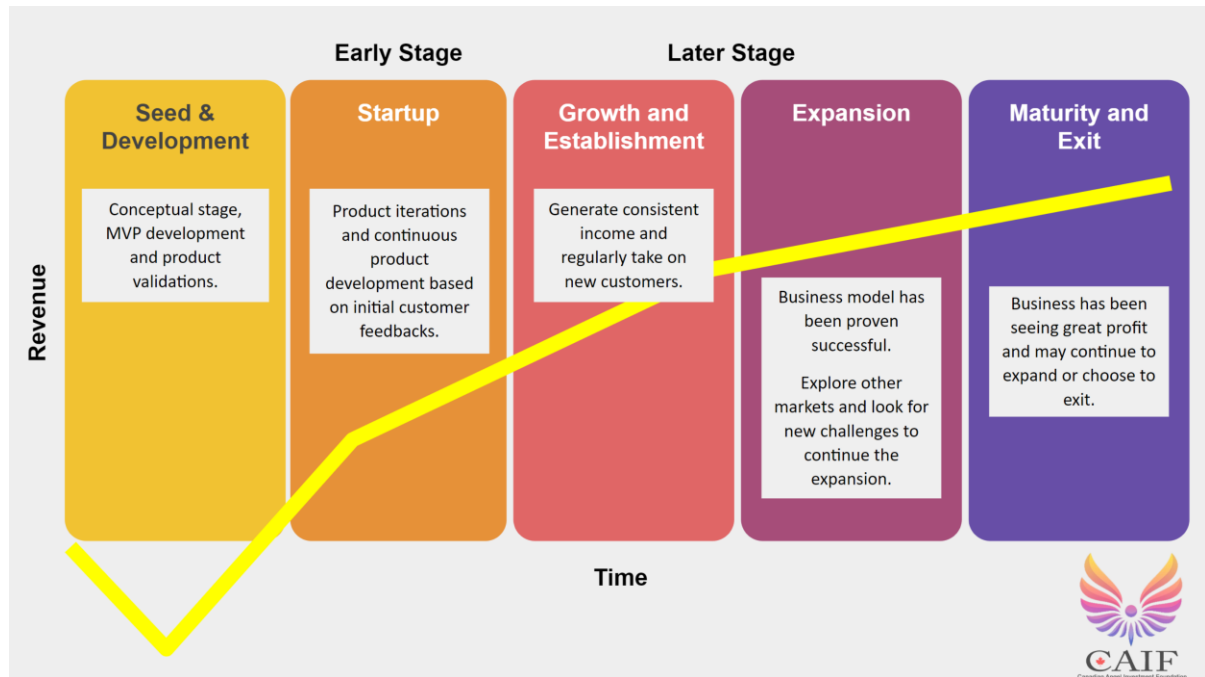 Early Stage
Later Stage
Seed &
Development
Startup
Growth and
Establishment
Expansion
Maturity and
Exit
Conceptual stage,
MVP development
and product
validations.
Product iterations
and continuous
product
development based
on initial customer
feedbacks.
Generate consistent
income and
regularly take on
new customers.
Business model has
been proven
successful.
Explore other
markets and look for
new challenges to
continue the
expansion.
Business has been
seeing great profit
and may continue to
expand or choose to
exit.
Revenue
Time
CAIF
Canadian Angel Investment Foundation